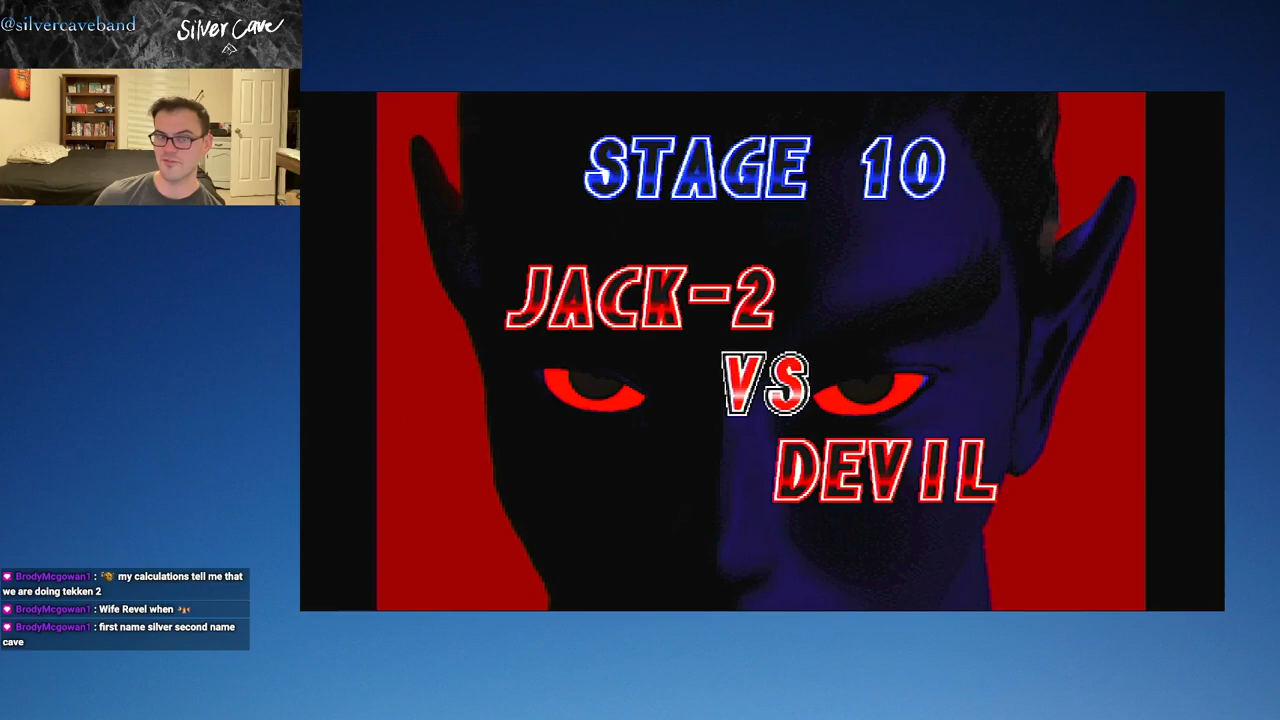 @silvercaveband
Silver Cave
STAGE 10
JACK-2
VS
DEVIL
BrodyMcgowan1 : my calculations tell me that
we are doing tekken 2
BrodyMcgowan1 : Wife Revel when
BrodyMcgowan1 : first name silver second name
cave